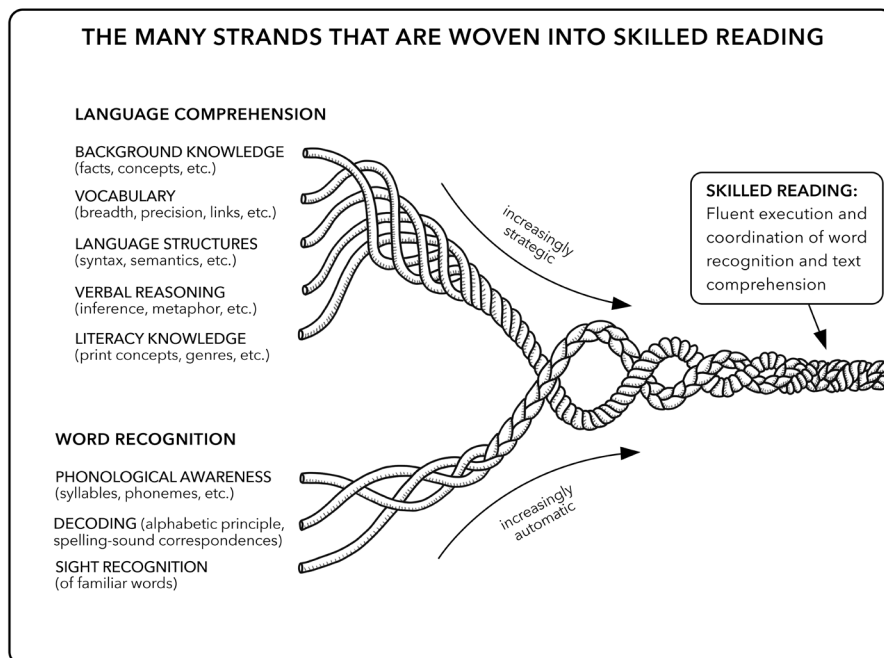 THE MANY STRANDS THAT ARE WOVEN INTO SKILLED READING
LANGUAGE COMPREHENSION
BACKGROUND KNOWLEDGE
(facts, concepts, etc.)
VOCABULARY
(breadth, precision, links, etc.)
LANGUAGE STRUCTURES
(syntax, semantics, etc.)
VERBAL REASONING
(inference, metaphor, etc.)
LITERACY KNOWLEDGE
(print concepts, genres, etc.)
increasingly
strategic
SKILLED READING:
Fluent execution and
coordination of word
recognition and text
comprehension
WORD RECOGNITION
PHONOLOGICAL AWARENESS
(syllables, phonemes, etc.)
DECODING (alphabetic principle,
spelling-sound correspondences)
SIGHT RECOGNITION
(of familiar words)
increasingly
automatic